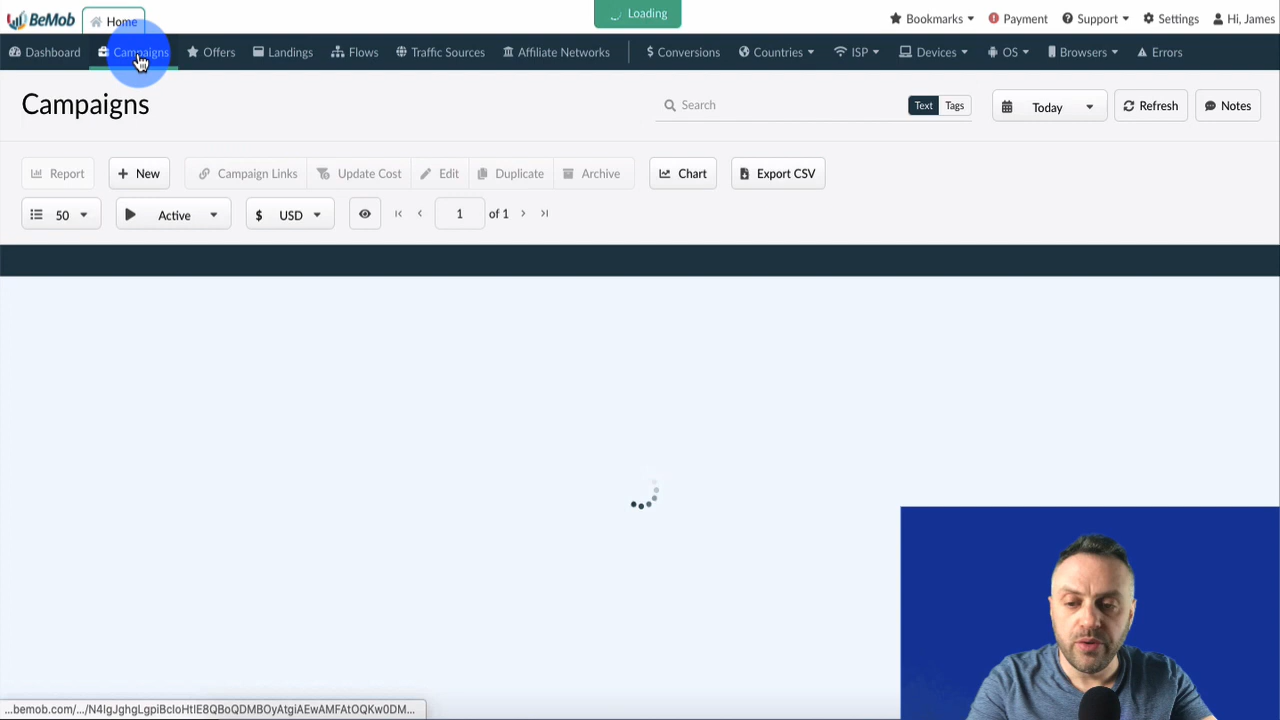 BeMob Home Loading Bookmarks Payment Support Settings Hi, James
Dashboard Campaigns Offers Landings Flows Traffic Sources Affiliate Networks $ Conversions Countries ISP Devices OS Browsers Errors
Campaigns Search Text Tags Today Refresh Notes
Report + New Campaign Links Update Cost Edit Duplicate Archive Chart Export CSV
50 Active $ USD 1 of 1
...bemob.com/.../N4IgJghgLgpiBcIoHtIE8QBoQDMBOyAtgiAEwAMFAtOQKw0DM...